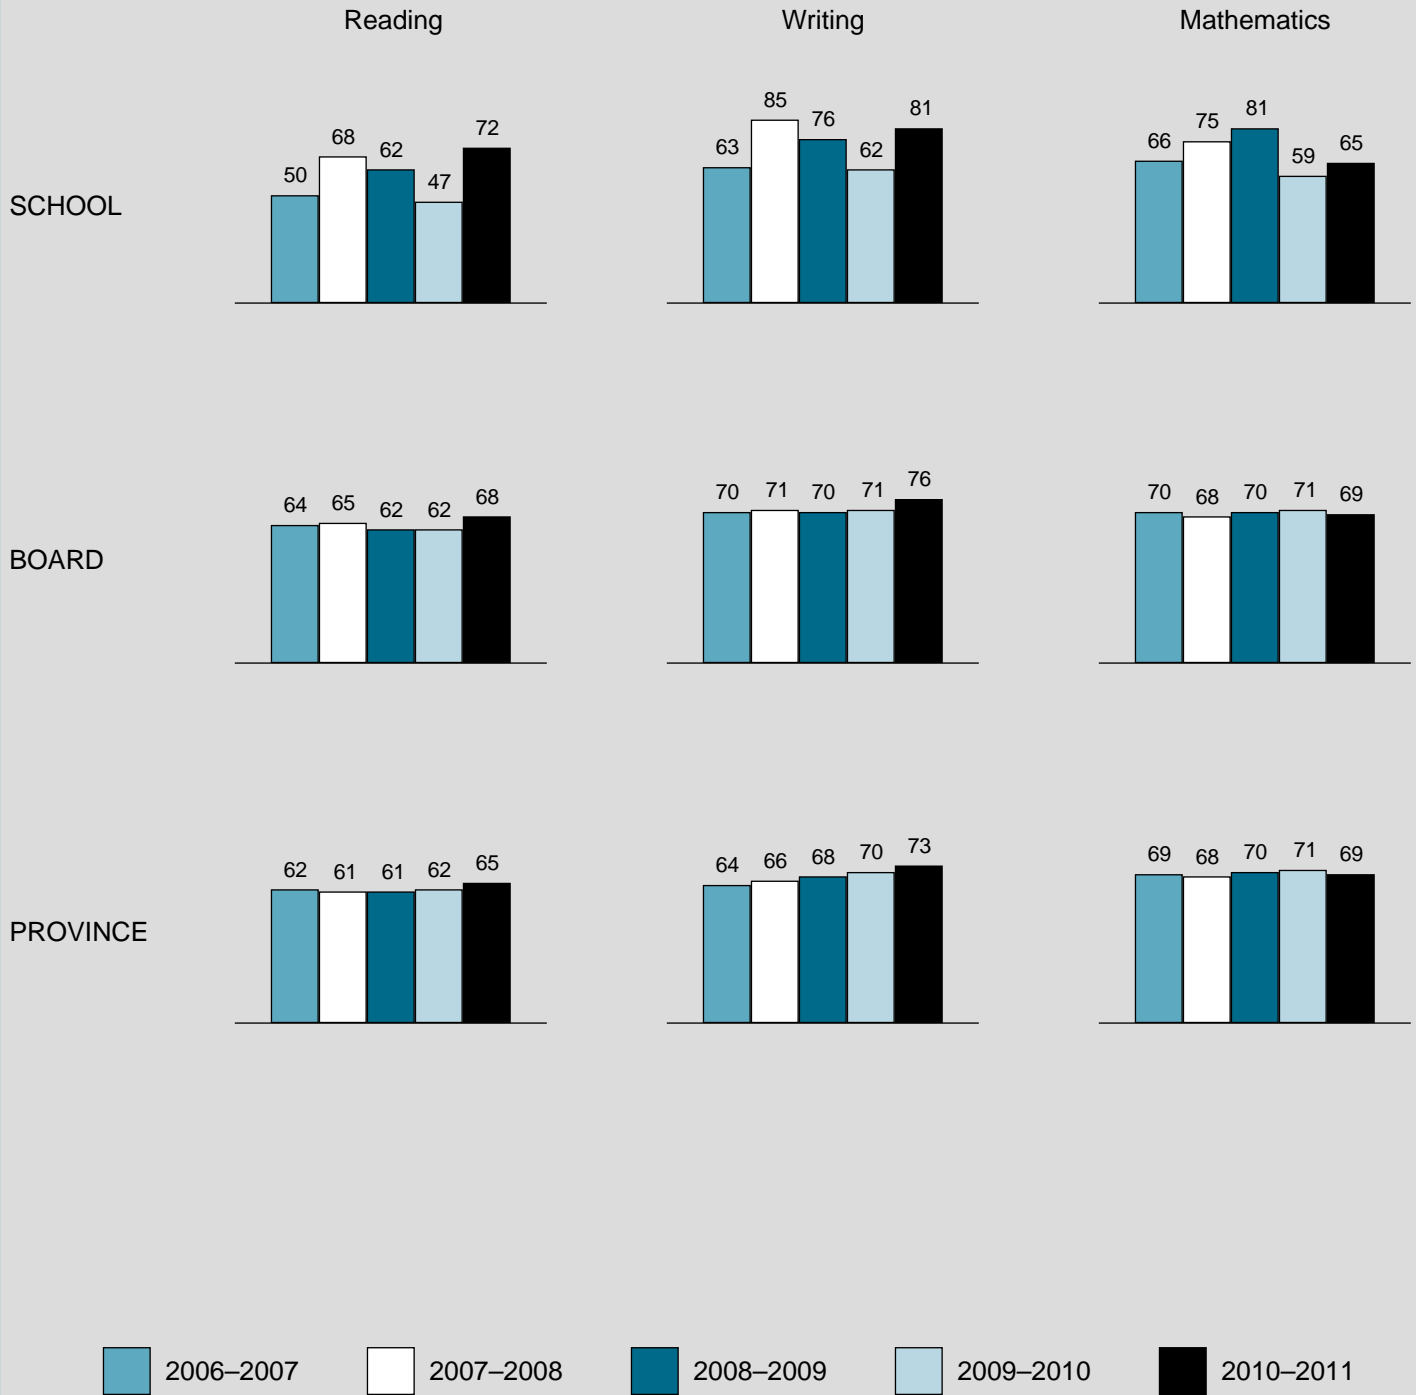 Reading Writing Mathematics
SCHOOL
50 68 62 47 72
63 85 76 62 81
66 75 81 59 65
BOARD
64 65 62 62 68
70 71 70 71 76
70 68 70 71 69
PROVINCE
62 61 61 62 65
64 66 68 70 73
69 68 70 71 69
2006–2007 2007–2008 2008–2009 2009–2010 2010–2011